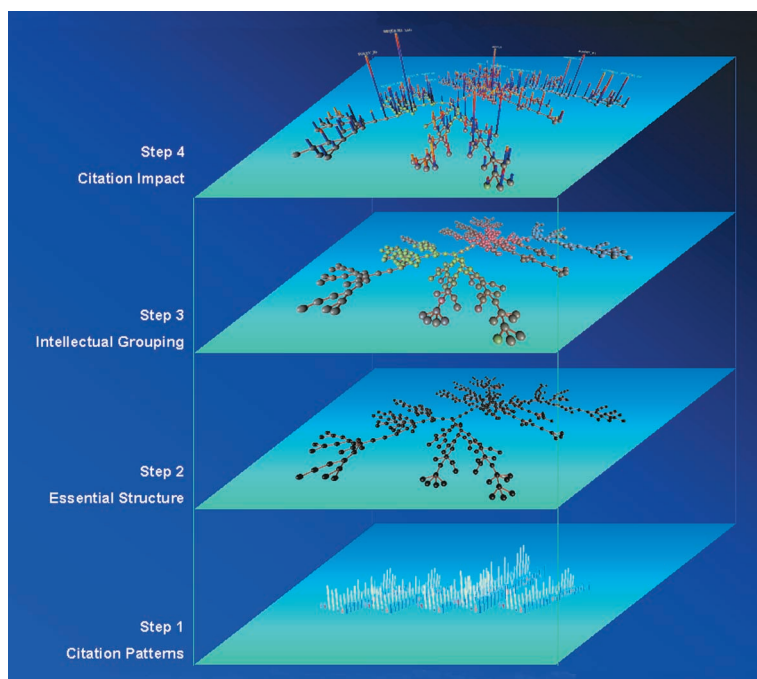 Step 4
Citation Impact
Step 3
Intellectual Grouping
Step 2
Essential Structure
Step 1
Citation Patterns